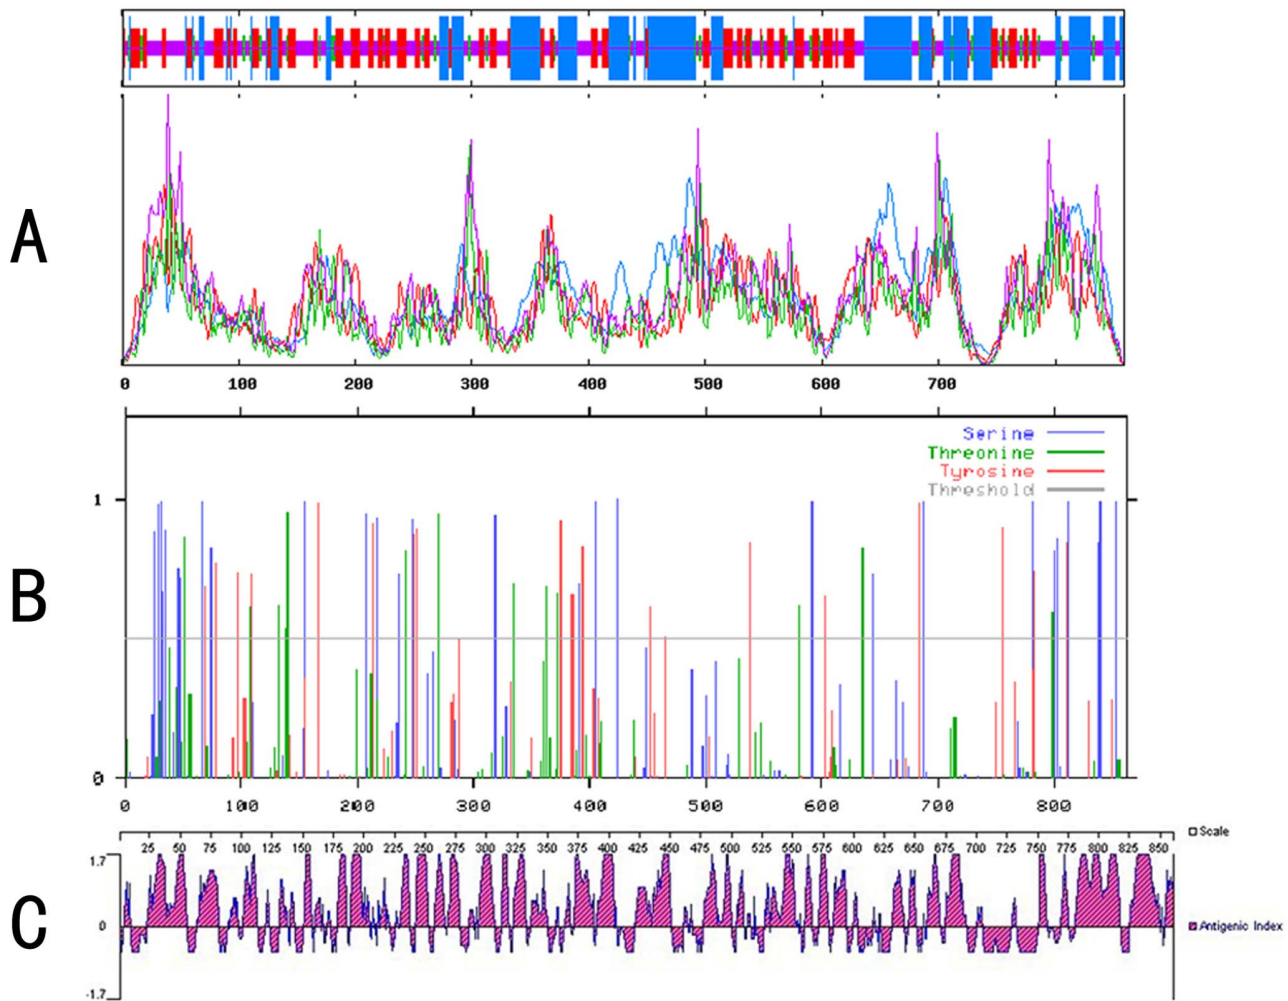 A
0 100 200 300 400 500 600 700
B
Serine
Threonine
Tyrosine
Threshold
1
0
0 100 200 300 400 500 600 700 800
C
Scale
25 50 75 100 125 150 175 200 225 250 275 300 325 350 375 400 425 450 475 500 525 550 575 600 625 650 675 700 725 750 775 800 825 850
1.7
0
Antigenic Index
-1.7